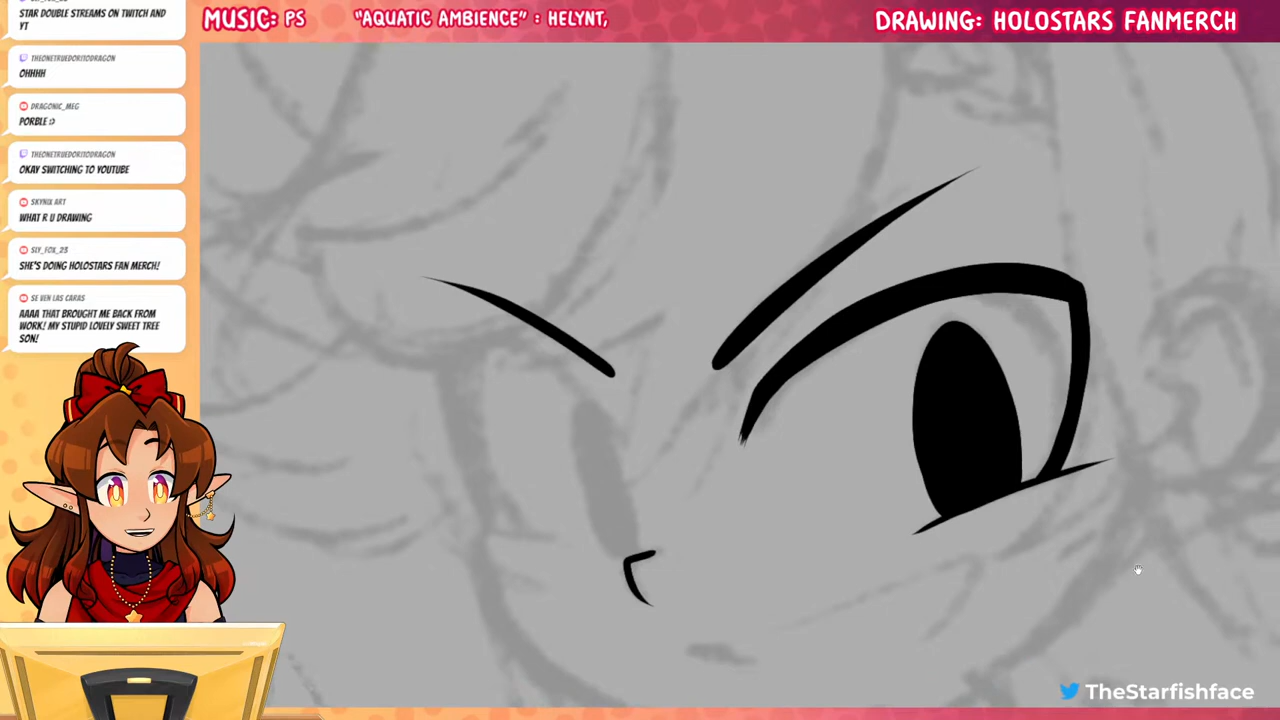 MUSIC: PS "AQUATIC AMBIENCE" : HELYNT,
DRAWING: HOLOSTARS FANMERCH
STAR DOUBLE STREAMS ON TWITCH AND
YT
THEONETRUEDORITODRAGON
OHHHH
DRAGONIC_MEG
PORBLE :>
THEONETRUEDORITODRAGON
OKAY SWITCHING TO YOUTUBE
SKYNIX ART
WHAT R U DRAWING
SLY_FOX_23
SHE'S DOING HOLOSTARS FAN MERCH!
SE VEN LAS CARAS
AAAA THAT BROUGHT ME BACK FROM
WORK! MY STUPID LOVELY SWEET TREE
SON!
TheStarfishface